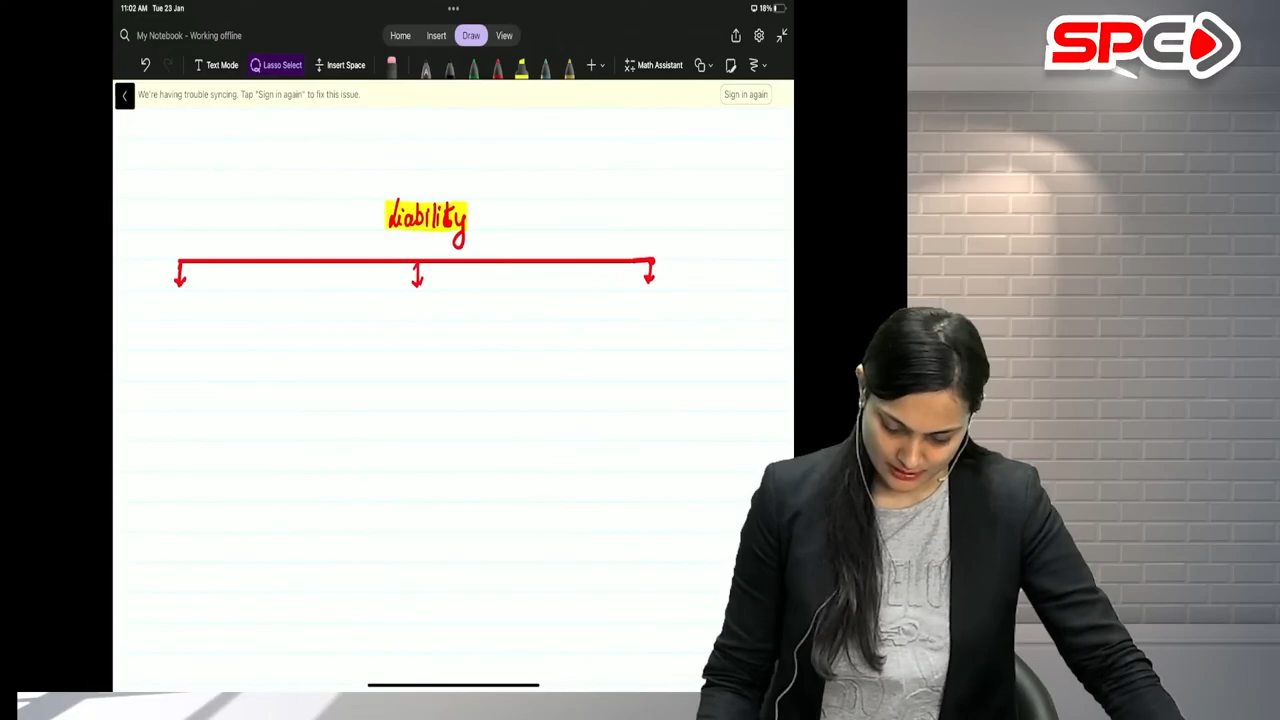 11:02 AM Tue 23 Jan
18%
SPE
My Notebook - Working offline
Home Insert Draw View
Text Mode Lasso Select Insert Space Math Assistant
We're having trouble syncing. Tap "Sign in again" to fix this issue.
Sign in again
Liability